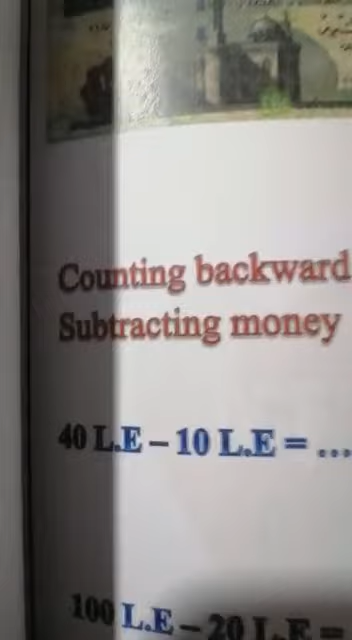 Counting backward
Subtracting money
40 L.E – 10 L.E = ...
100 L.E – 20 L.E =